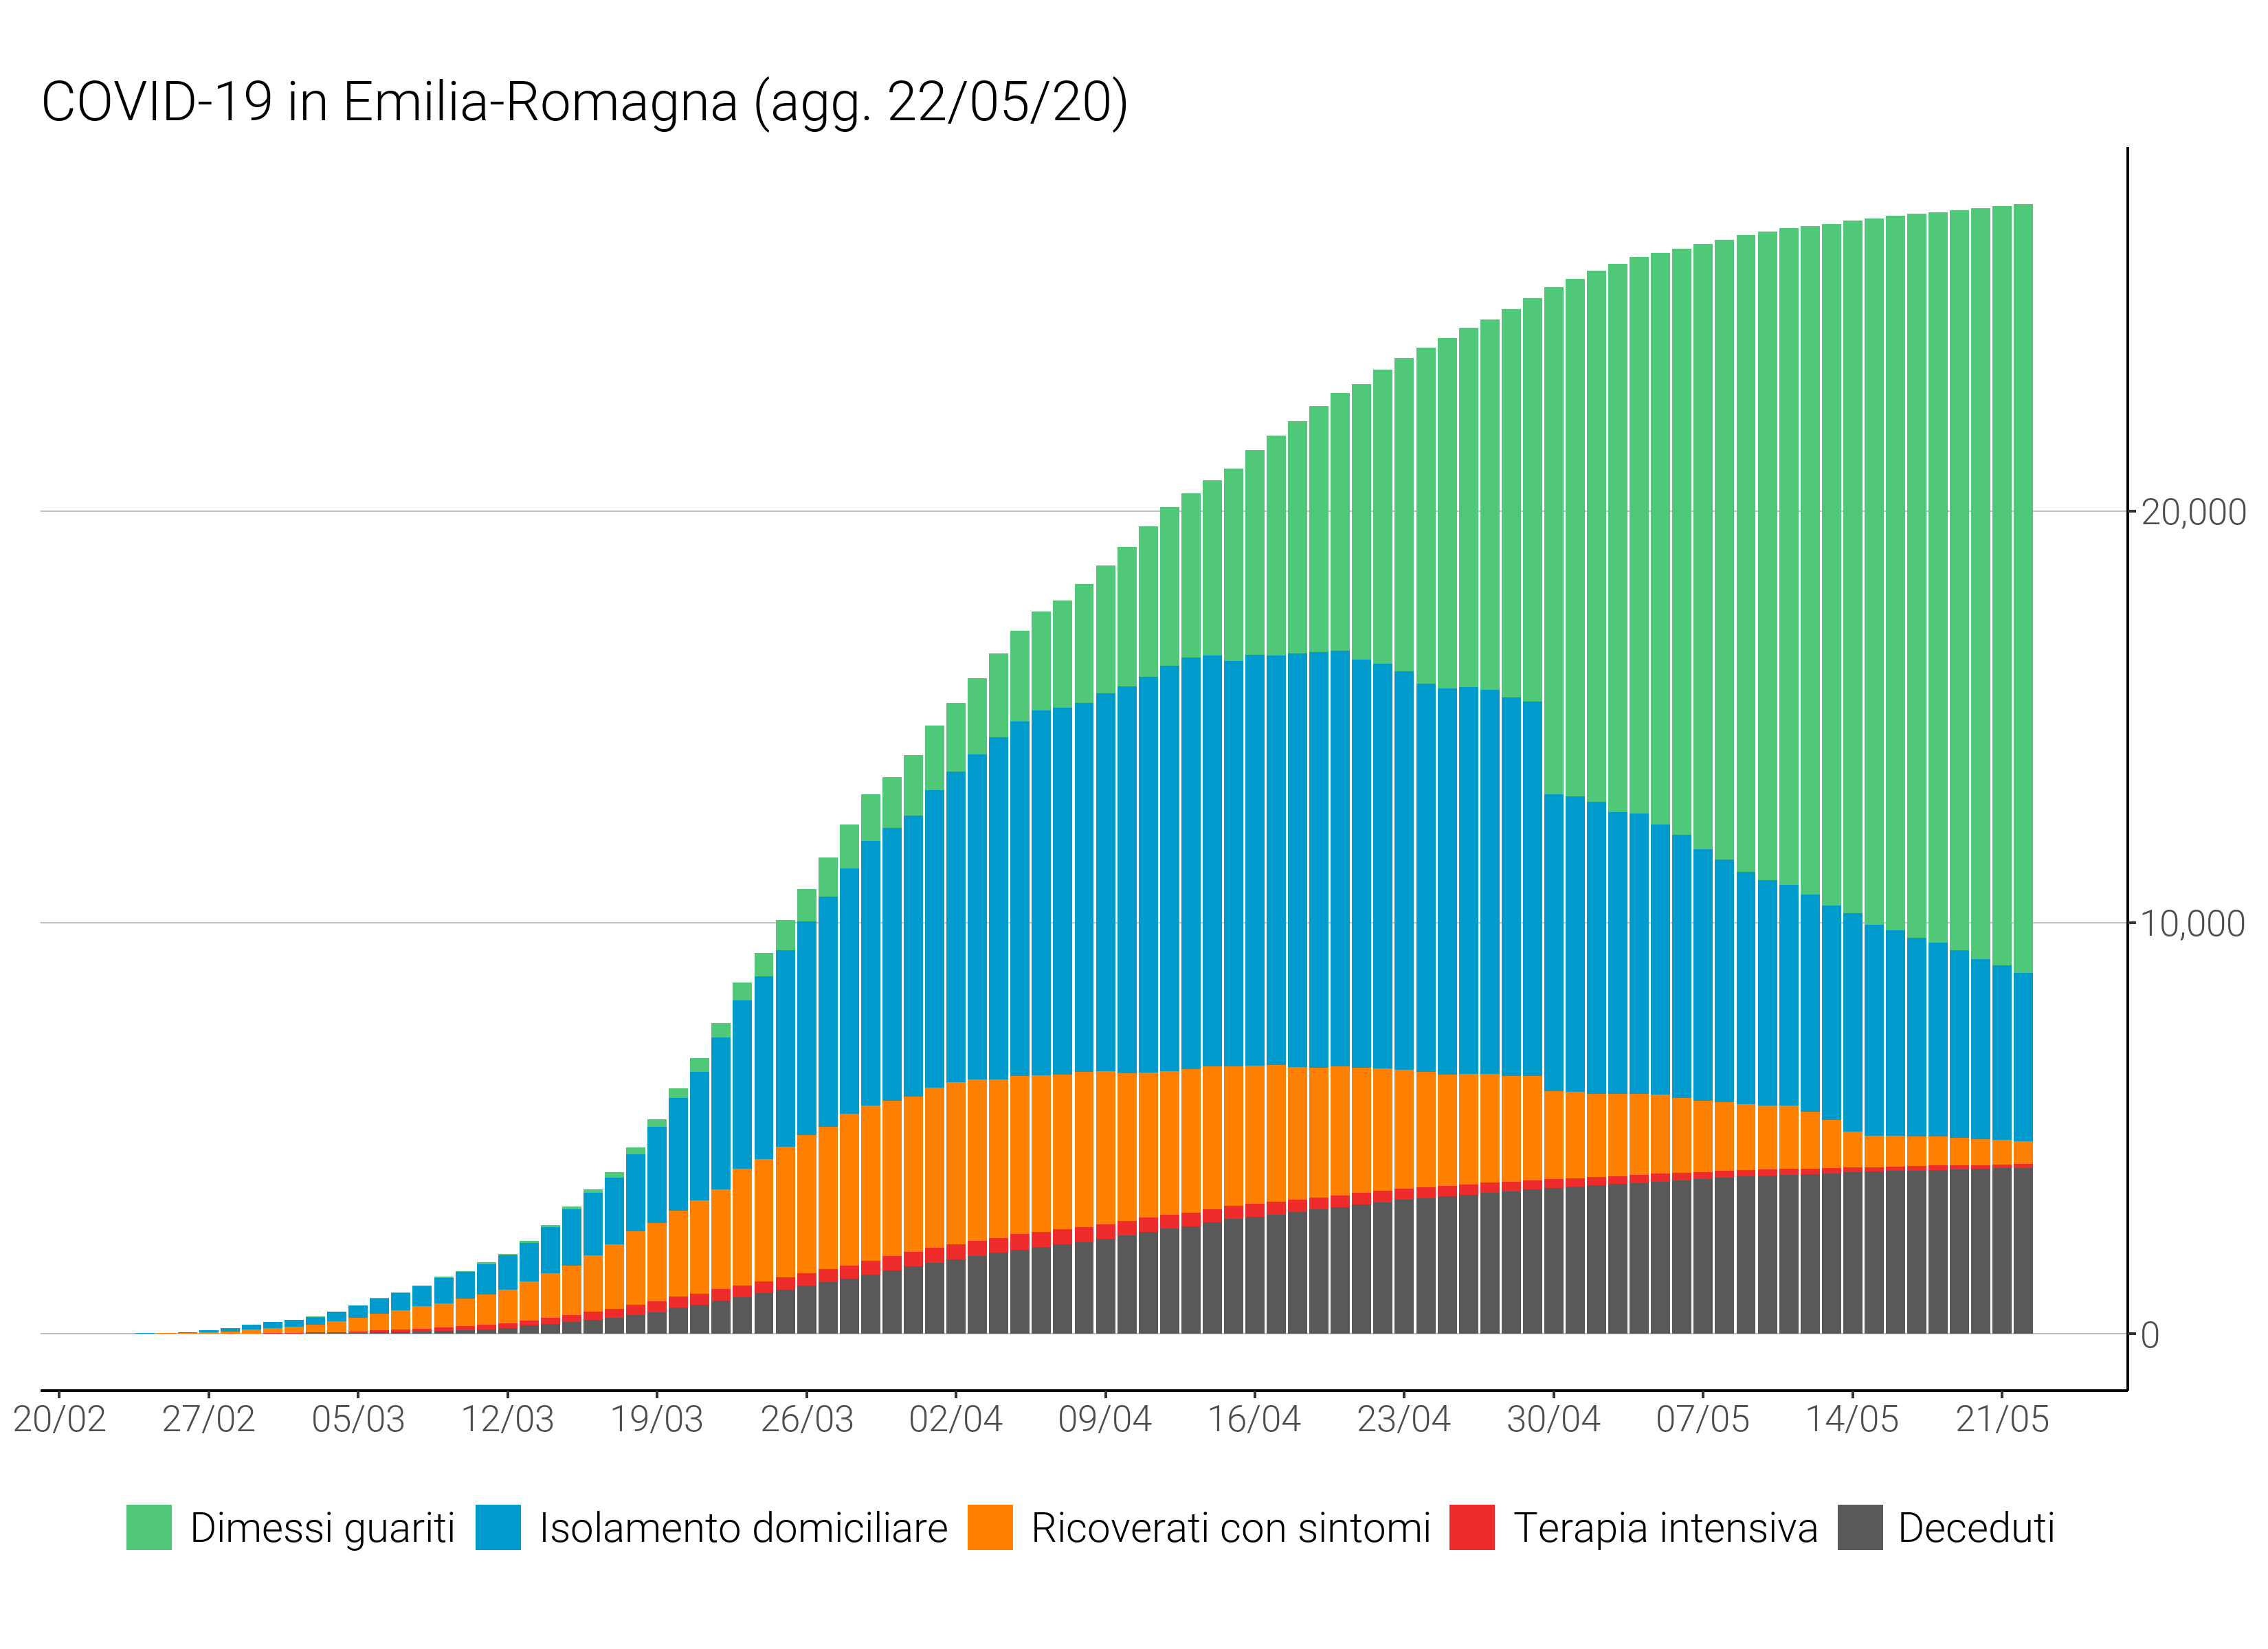 COVID-19 in Emilia-Romagna (agg. 22/05/20)
20,000
10,000
0
20/02 27/02 05/03 12/03 19/03 26/03 02/04 09/04 16/04 23/04 30/04 07/05 14/05 21/05
Dimessi guariti Isolamento domiciliare Ricoverati con sintomi Terapia intensiva Deceduti